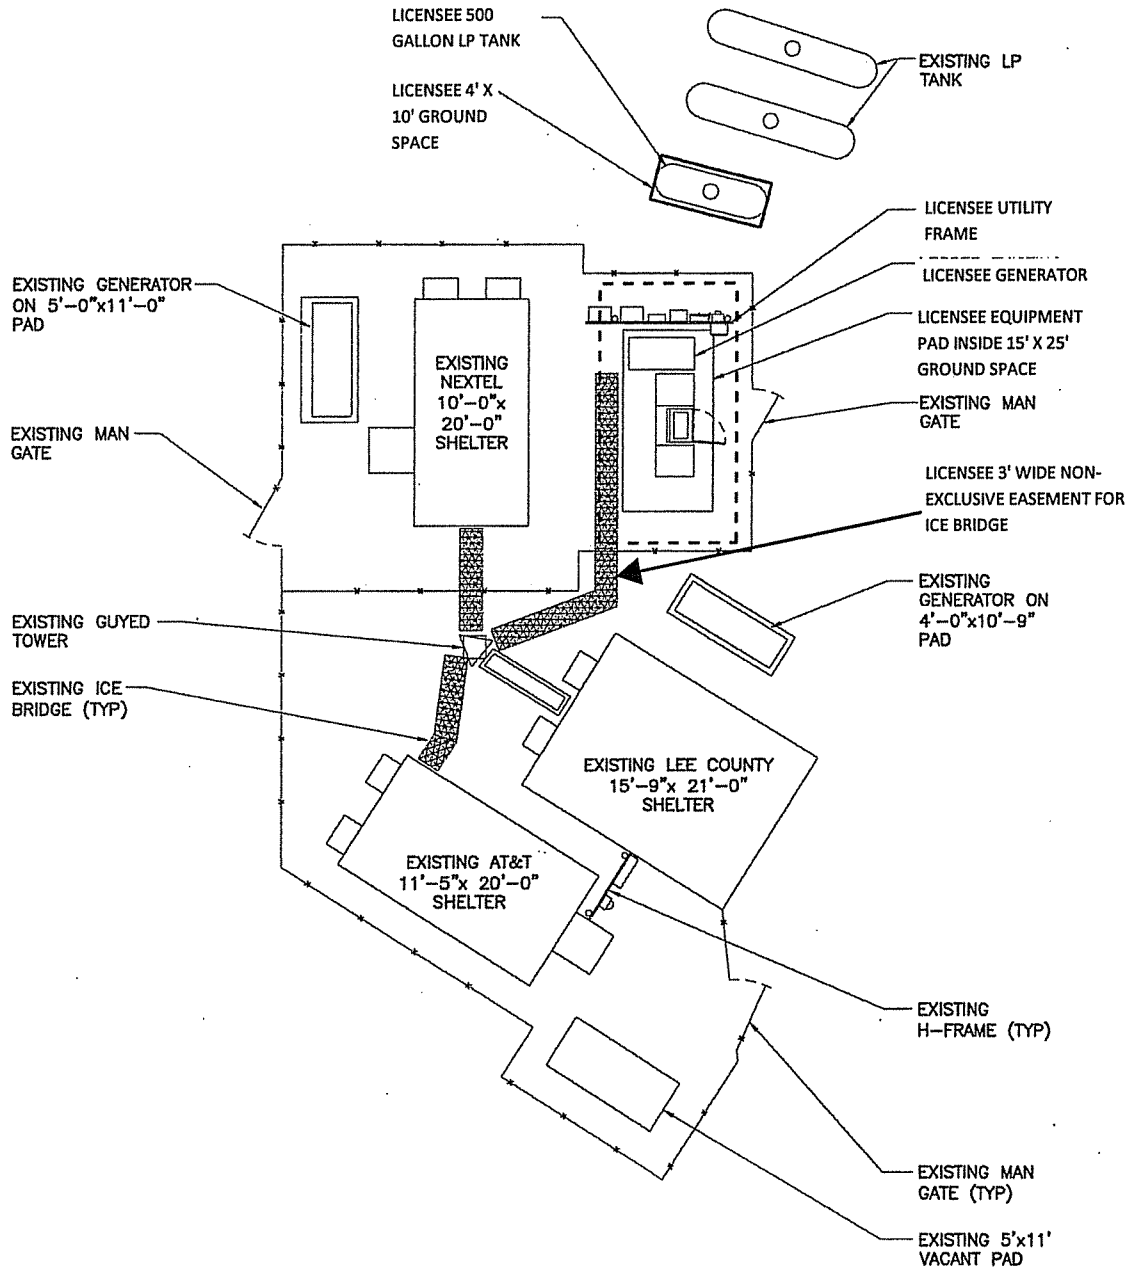 LICENSEE 500
GALLON LP TANK
EXISTING LP
TANK
LICENSEE 4' X
10' GROUND
SPACE
LICENSEE UTILITY
FRAME
LICENSEE GENERATOR
EXISTING GENERATOR
ON 5'-0"x11'-0"
PAD
LICENSEE EQUIPMENT
PAD INSIDE 15' X 25'
GROUND SPACE
EXISTING
NEXTEL
10'-0"x
20'-0"
SHELTER
EXISTING MAN
GATE
EXISTING MAN
GATE
LICENSEE 3' WIDE NON-
EXCLUSIVE EASEMENT FOR
ICE BRIDGE
EXISTING
GENERATOR ON
4'-0"x10'-9"
PAD
EXISTING GUYED
TOWER
EXISTING ICE
BRIDGE (TYP)
EXISTING LEE COUNTY
15'-9"x 21'-0"
SHELTER
EXISTING AT&T
11'-5"x 20'-0"
SHELTER
EXISTING
H-FRAME (TYP)
EXISTING MAN
GATE (TYP)
EXISTING 5'x11'
VACANT PAD